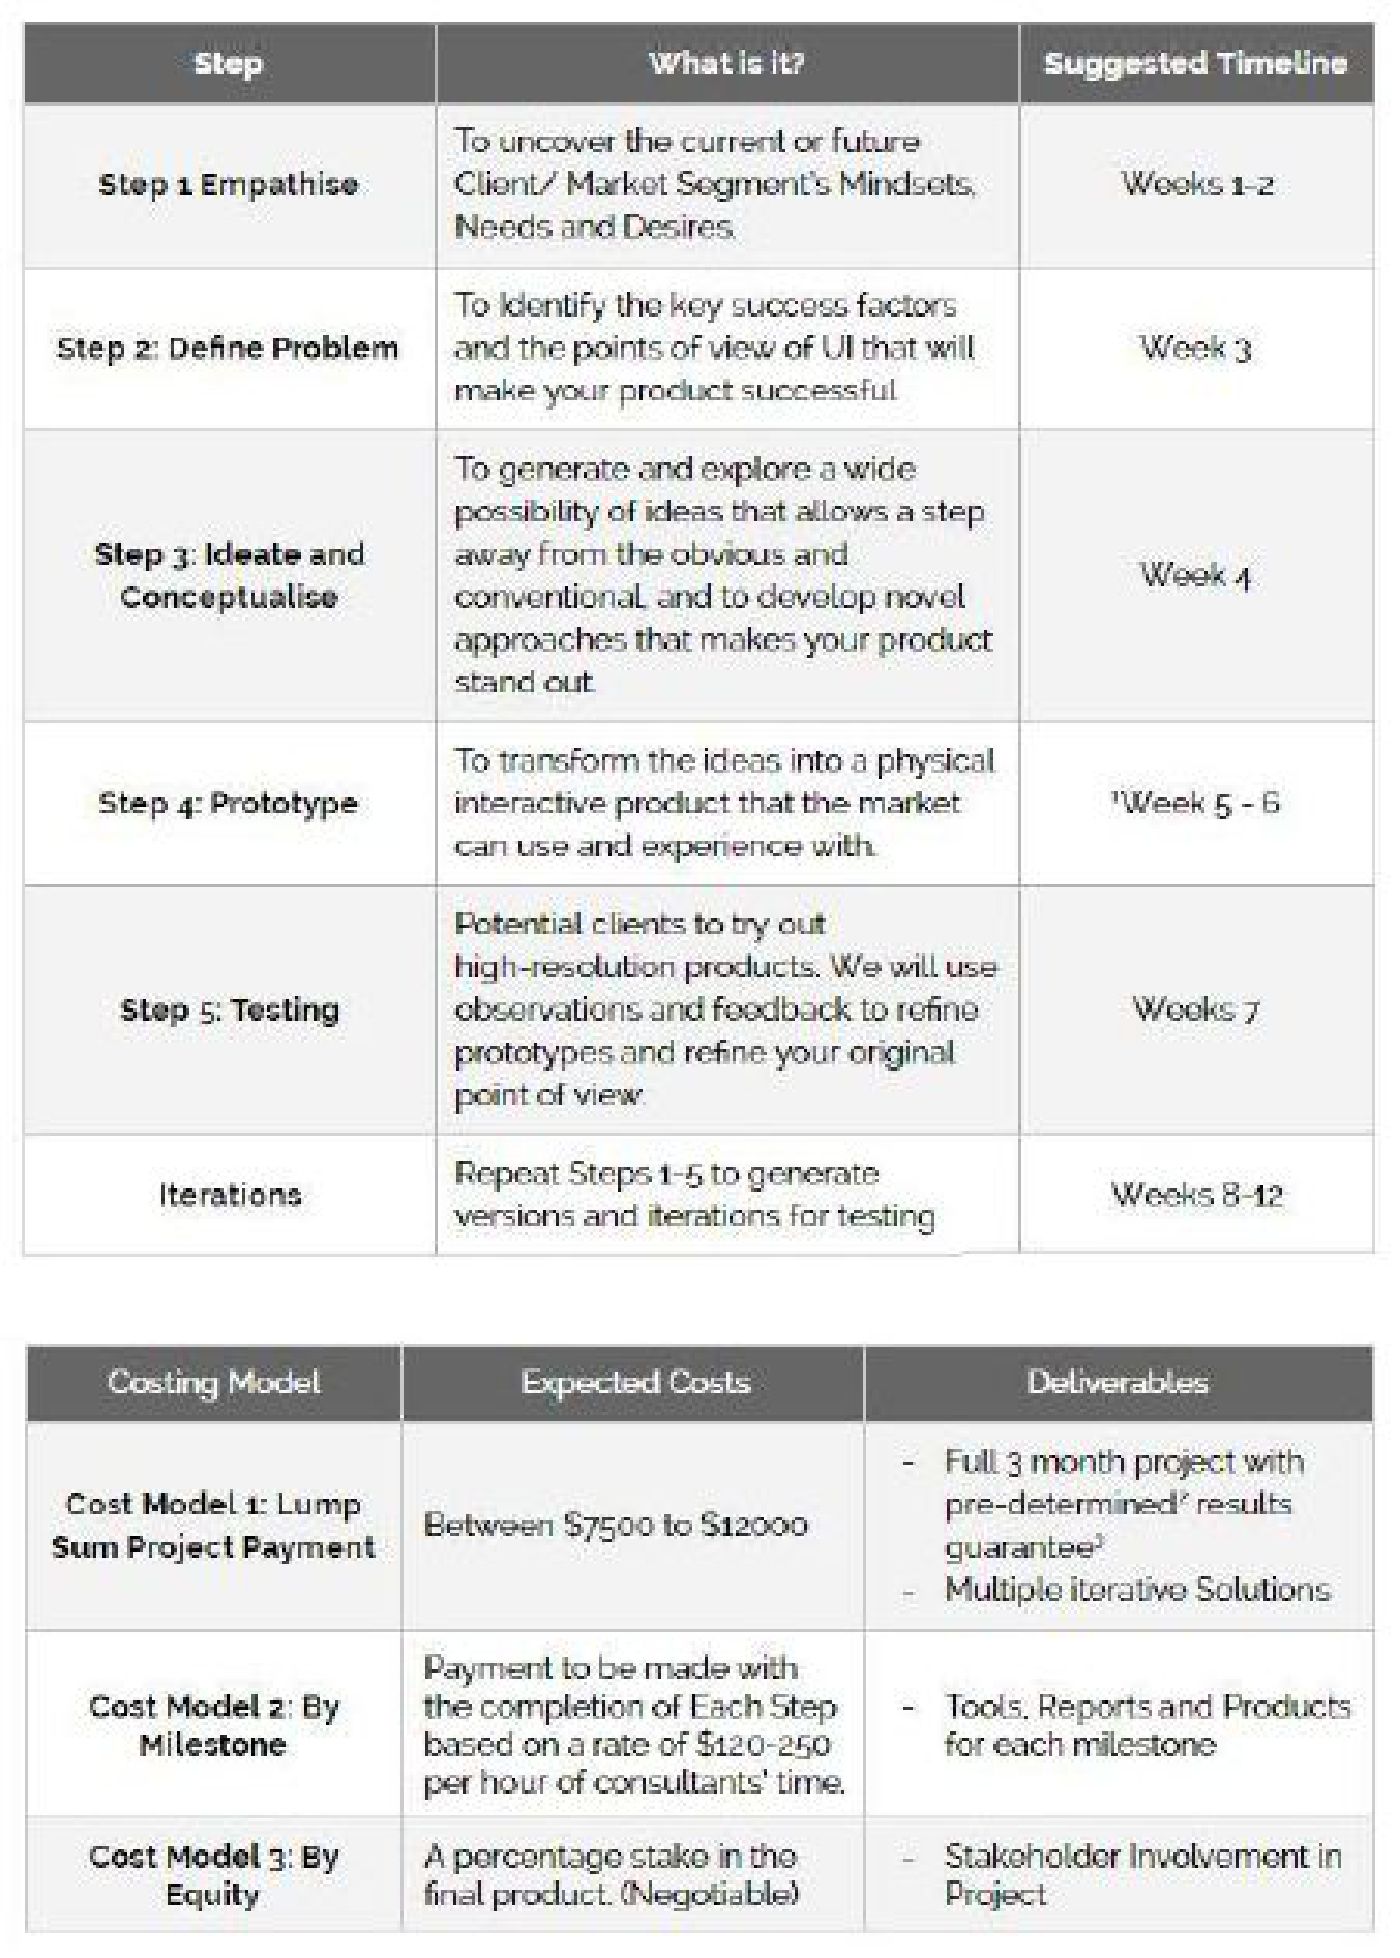 Step
What is it?
Suggested Timeline
Step 1 Empathise
To uncover the current or future
Client/ Market Segment's Mindsets,
Needs and Desires.
Weeks 1-2
Step 2: Define Problem
To Identify the key success factors
and the points of view of UI that will
make your product successful
Week 3
Step 3: Ideate and
Conceptualise
To generate and explore a wide
possibility of ideas that allows a step
away from the obvious and
conventional, and to develop novel
approaches that makes your product
stand out.
Week 4
Step 4: Prototype
To transform the ideas into a physical
interactive product that the market
can use and experience with.
¹Week 5 - 6
Step 5: Testing
Potential clients to try out
high-resolution products. We will use
observations and feedback to refine
prototypes and refine your original
point of view.
Weeks 7
Iterations
Repeat Steps 1-5 to generate
versions and iterations for testing
Weeks 8-12
Costing Model
Expected Costs
Deliverables
Cost Model 1: Lump
Sum Project Payment
Between $7500 to $12000
- Full 3 month project with
pre-determined² results
guarantee³
- Multiple iterative Solutions
Cost Model 2: By
Milestone
Payment to be made with
the completion of Each Step
based on a rate of $120-250
per hour of consultants' time.
- Tools, Reports and Products
for each milestone
Cost Model 3: By
Equity
A percentage stake in the
final product. (Negotiable)
- Stakeholder Involvement in
Project